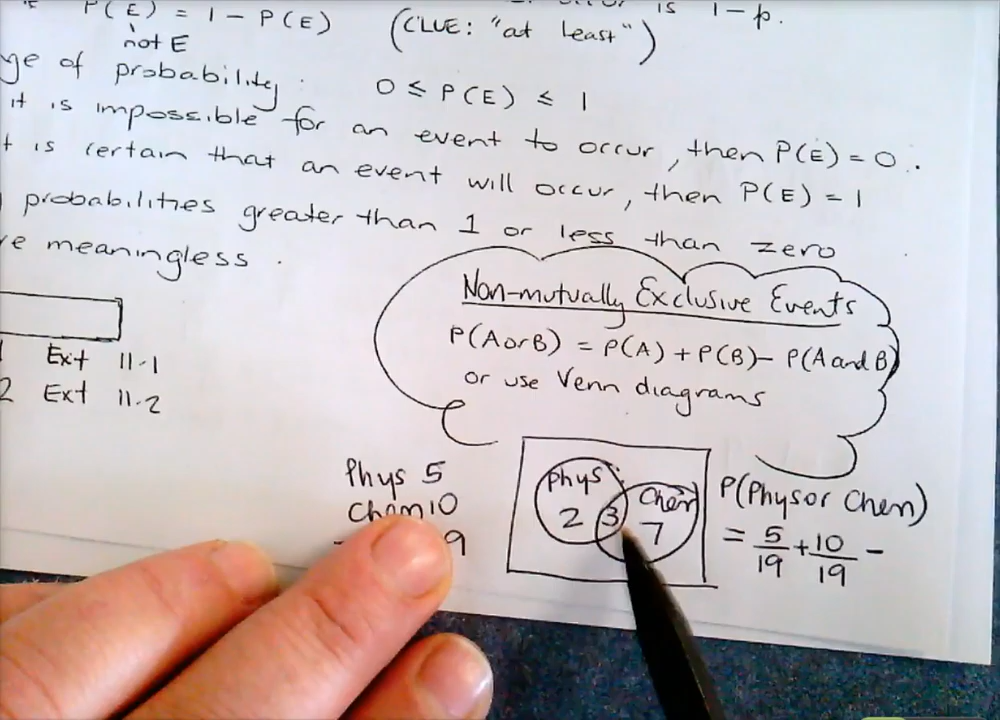 P(E) = 1 - P(E)
is 1-p.
not E
(CLUE: "at least")
of probability: 0 ≤ P(E) ≤ 1
it is impossible for an event to occur, then P(E) = 0.
is certain that an event will occur, then P(E) = 1
probabilities greater than 1 or less than zero
meaningless.
Non-mutually Exclusive Events
P(A or B) = P(A) + P(B) - P(A and B)
or use Venn diagrams
Ext 11.1
2 Ext 11.2
Phys 5
Chem 10
9
Phys
Chem
2 3 7
P(Phys or Chem)
= 5/19 + 10/19 -